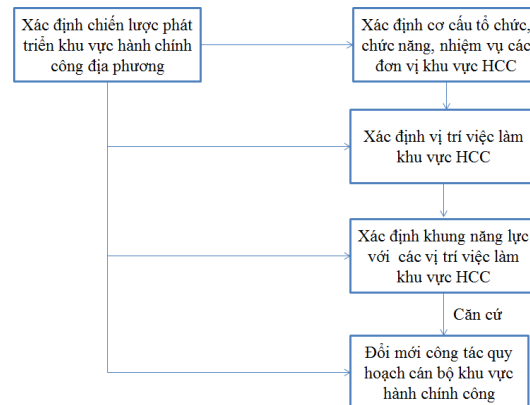 Xác định chiến lược phát
triển khu vực hành chính
công địa phương
Xác định cơ cấu tổ chức,
chức năng, nhiệm vụ các
đơn vị khu vực HCC
Xác định vị trí việc làm
khu vực HCC
Xác định khung năng lực
với các vị trí việc làm
khu vực HCC
Căn cứ
Đổi mới công tác quy
hoạch cán bộ khu vực
hành chính công